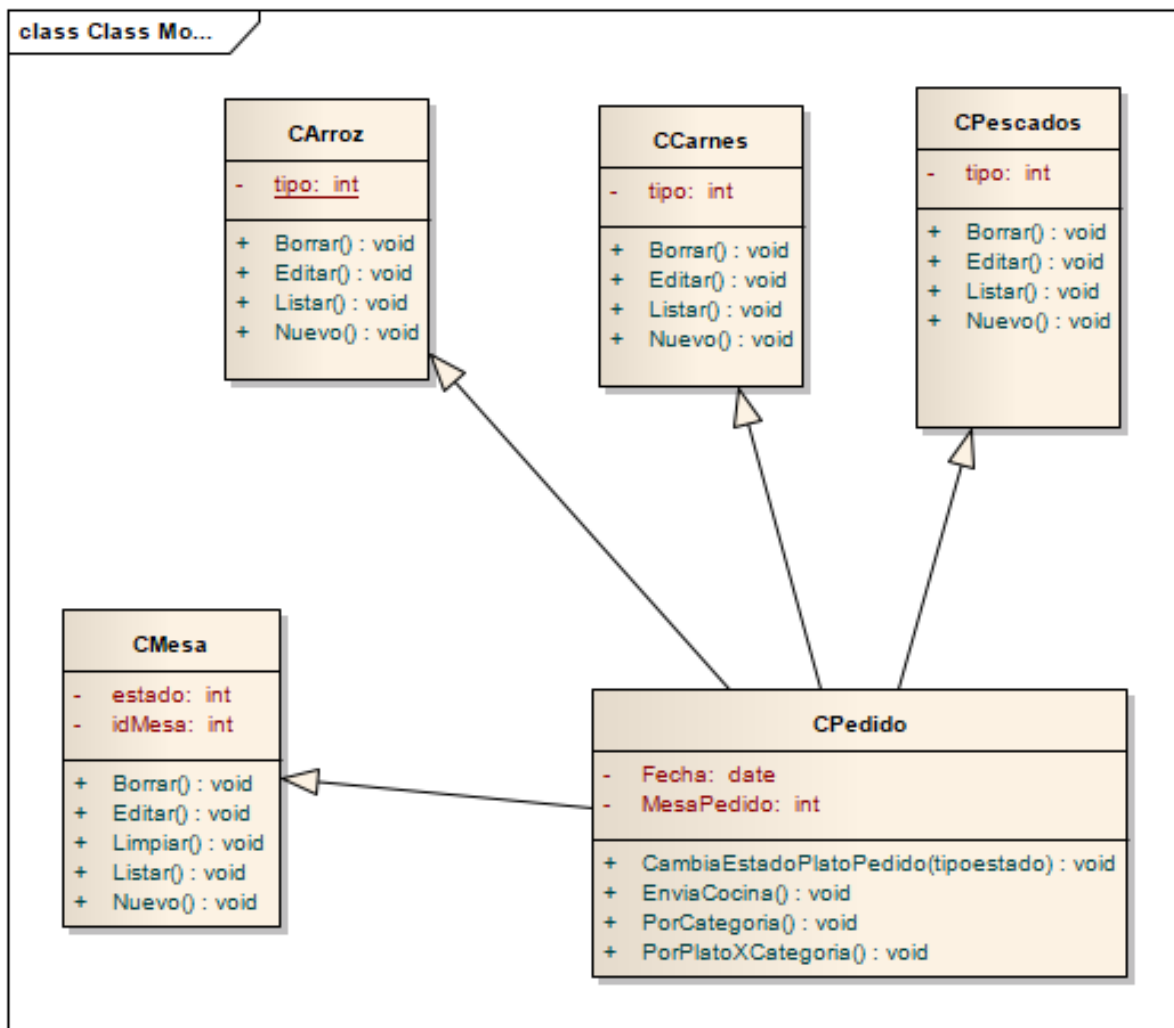 class Class Mo...
CArroz
- tipo: int
+ Borrar() : void
+ Editar() : void
+ Listar() : void
+ Nuevo() : void
CCarnes
- tipo: int
+ Borrar() : void
+ Editar() : void
+ Listar() : void
+ Nuevo() : void
CPescados
- tipo: int
+ Borrar() : void
+ Editar() : void
+ Listar() : void
+ Nuevo() : void
CMesa
- estado: int
- idMesa: int
+ Borrar() : void
+ Editar() : void
+ Limpiar() : void
+ Listar() : void
+ Nuevo() : void
CPedido
- Fecha: date
- MesaPedido: int
+ CambiaEstadoPlatoPedido(tipoestado) : void
+ EnviaCocina() : void
+ PorCategoria() : void
+ PorPlatoXCategoria() : void